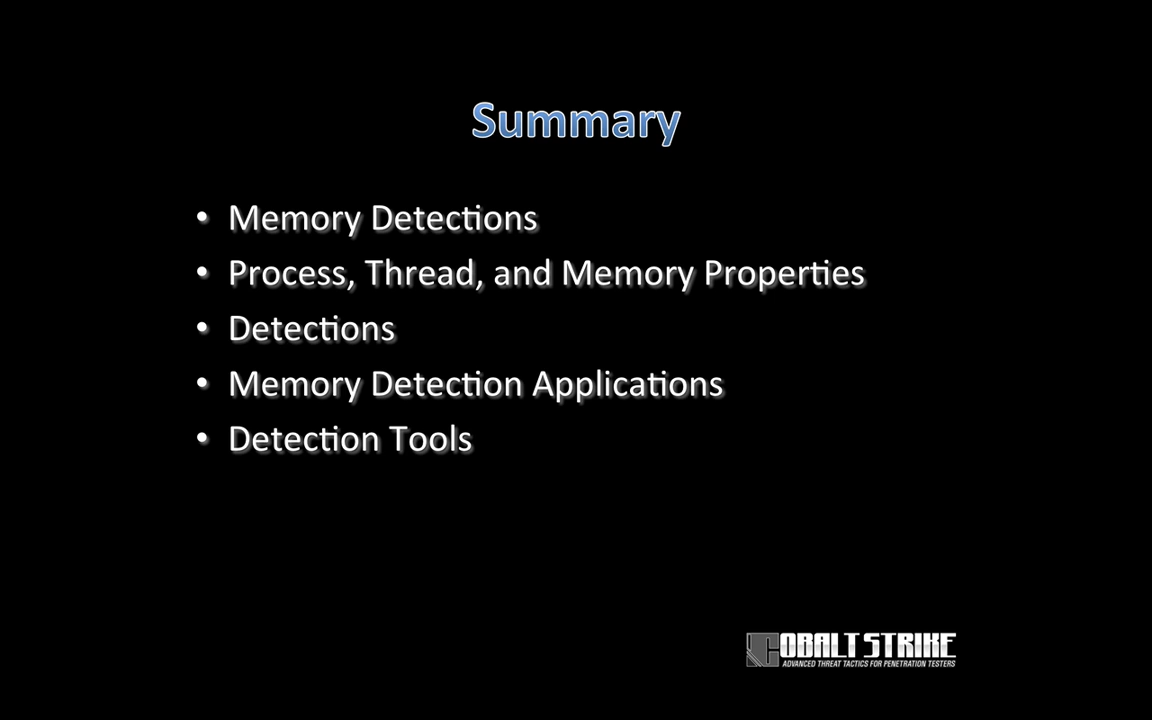 Summary
• Memory Detections
• Process, Thread, and Memory Properties
• Detections
• Memory Detection Applications
• Detection Tools
COBALT STRIKE
ADVANCED THREAT TACTICS FOR PENETRATION TESTERS